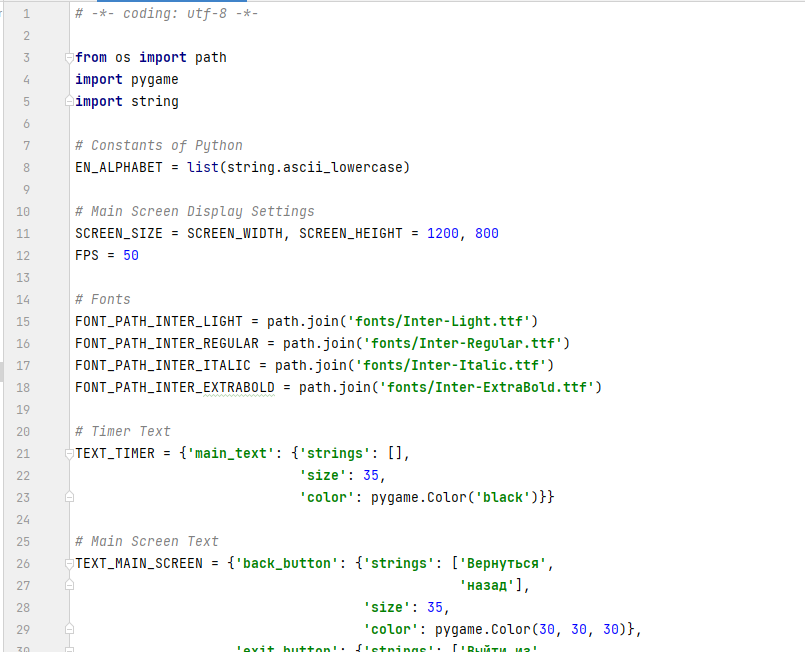 1 # -*- coding: utf-8 -*-
2
3 from os import path
4 import pygame
5 import string
6
7 # Constants of Python
8 EN_ALPHABET = list(string.ascii_lowercase)
9
10 # Main Screen Display Settings
11 SCREEN_SIZE = SCREEN_WIDTH, SCREEN_HEIGHT = 1200, 800
12 FPS = 50
13
14 # Fonts
15 FONT_PATH_INTER_LIGHT = path.join('fonts/Inter-Light.ttf')
16 FONT_PATH_INTER_REGULAR = path.join('fonts/Inter-Regular.ttf')
17 FONT_PATH_INTER_ITALIC = path.join('fonts/Inter-Italic.ttf')
18 FONT_PATH_INTER_EXTRABOLD = path.join('fonts/Inter-ExtraBold.ttf')
19
20 # Timer Text
21 TEXT_TIMER = {'main_text': {'strings': [],
22 'size': 35,
23 'color': pygame.Color('black')}}
24
25 # Main Screen Text
26 TEXT_MAIN_SCREEN = {'back_button': {'strings': ['Вернуться',
27 'назад'],
28 'size': 35,
29 'color': pygame.Color(30, 30, 30)},
30 'exit_button': {'strings': ['Выйти из'